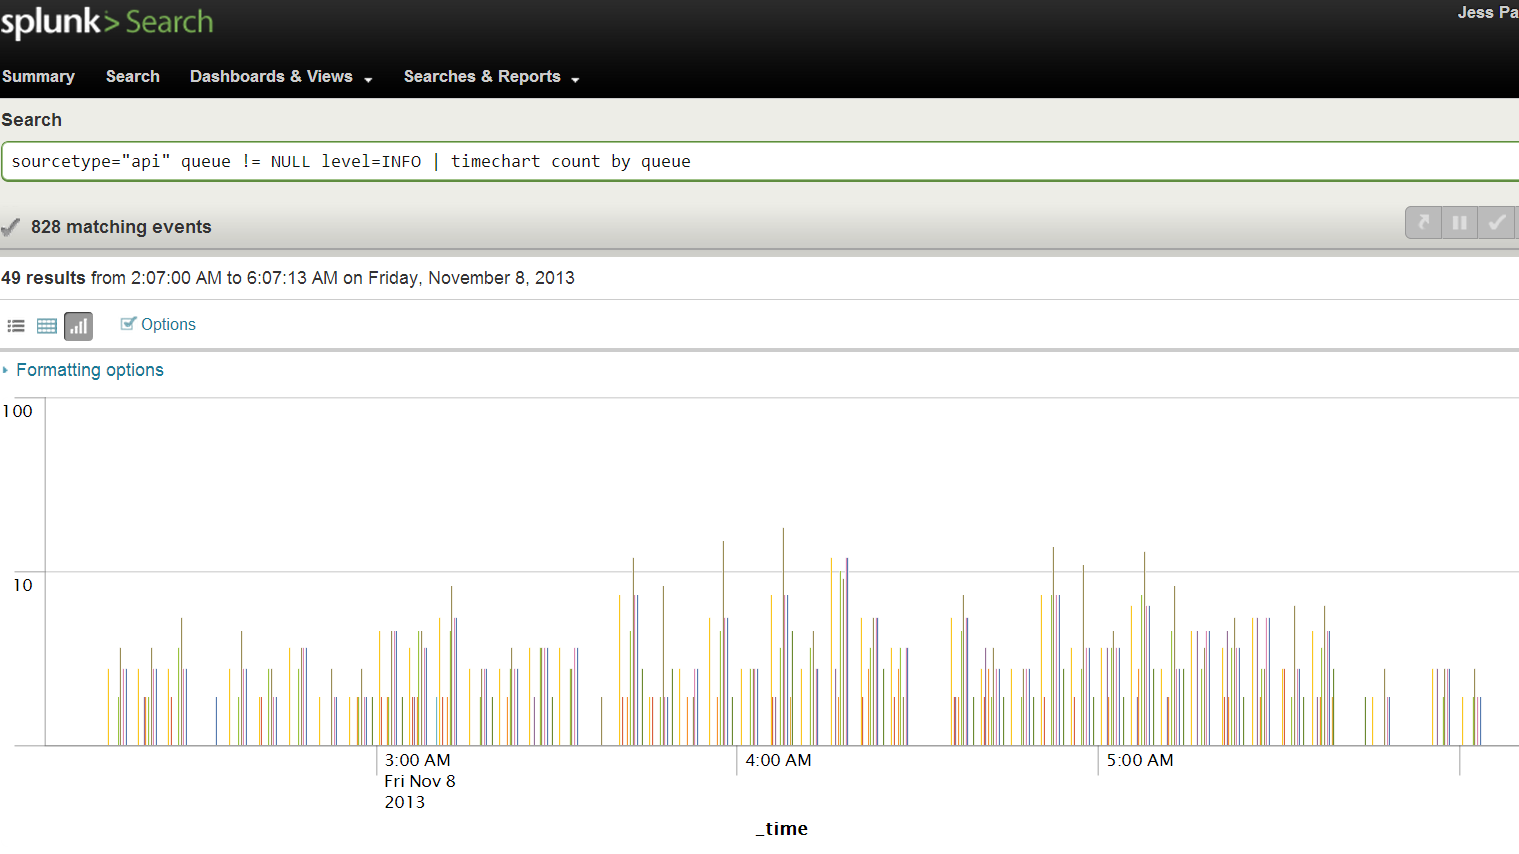 splunk> Search
Jess Pa
Summary Search Dashboards & Views Searches & Reports
Search
sourcetype="api" queue != NULL level=INFO | timechart count by queue
828 matching events
49 results from 2:07:00 AM to 6:07:13 AM on Friday, November 8, 2013
Options
Formatting options
100
10
3:00 AM
Fri Nov 8
2013
4:00 AM
5:00 AM
_time